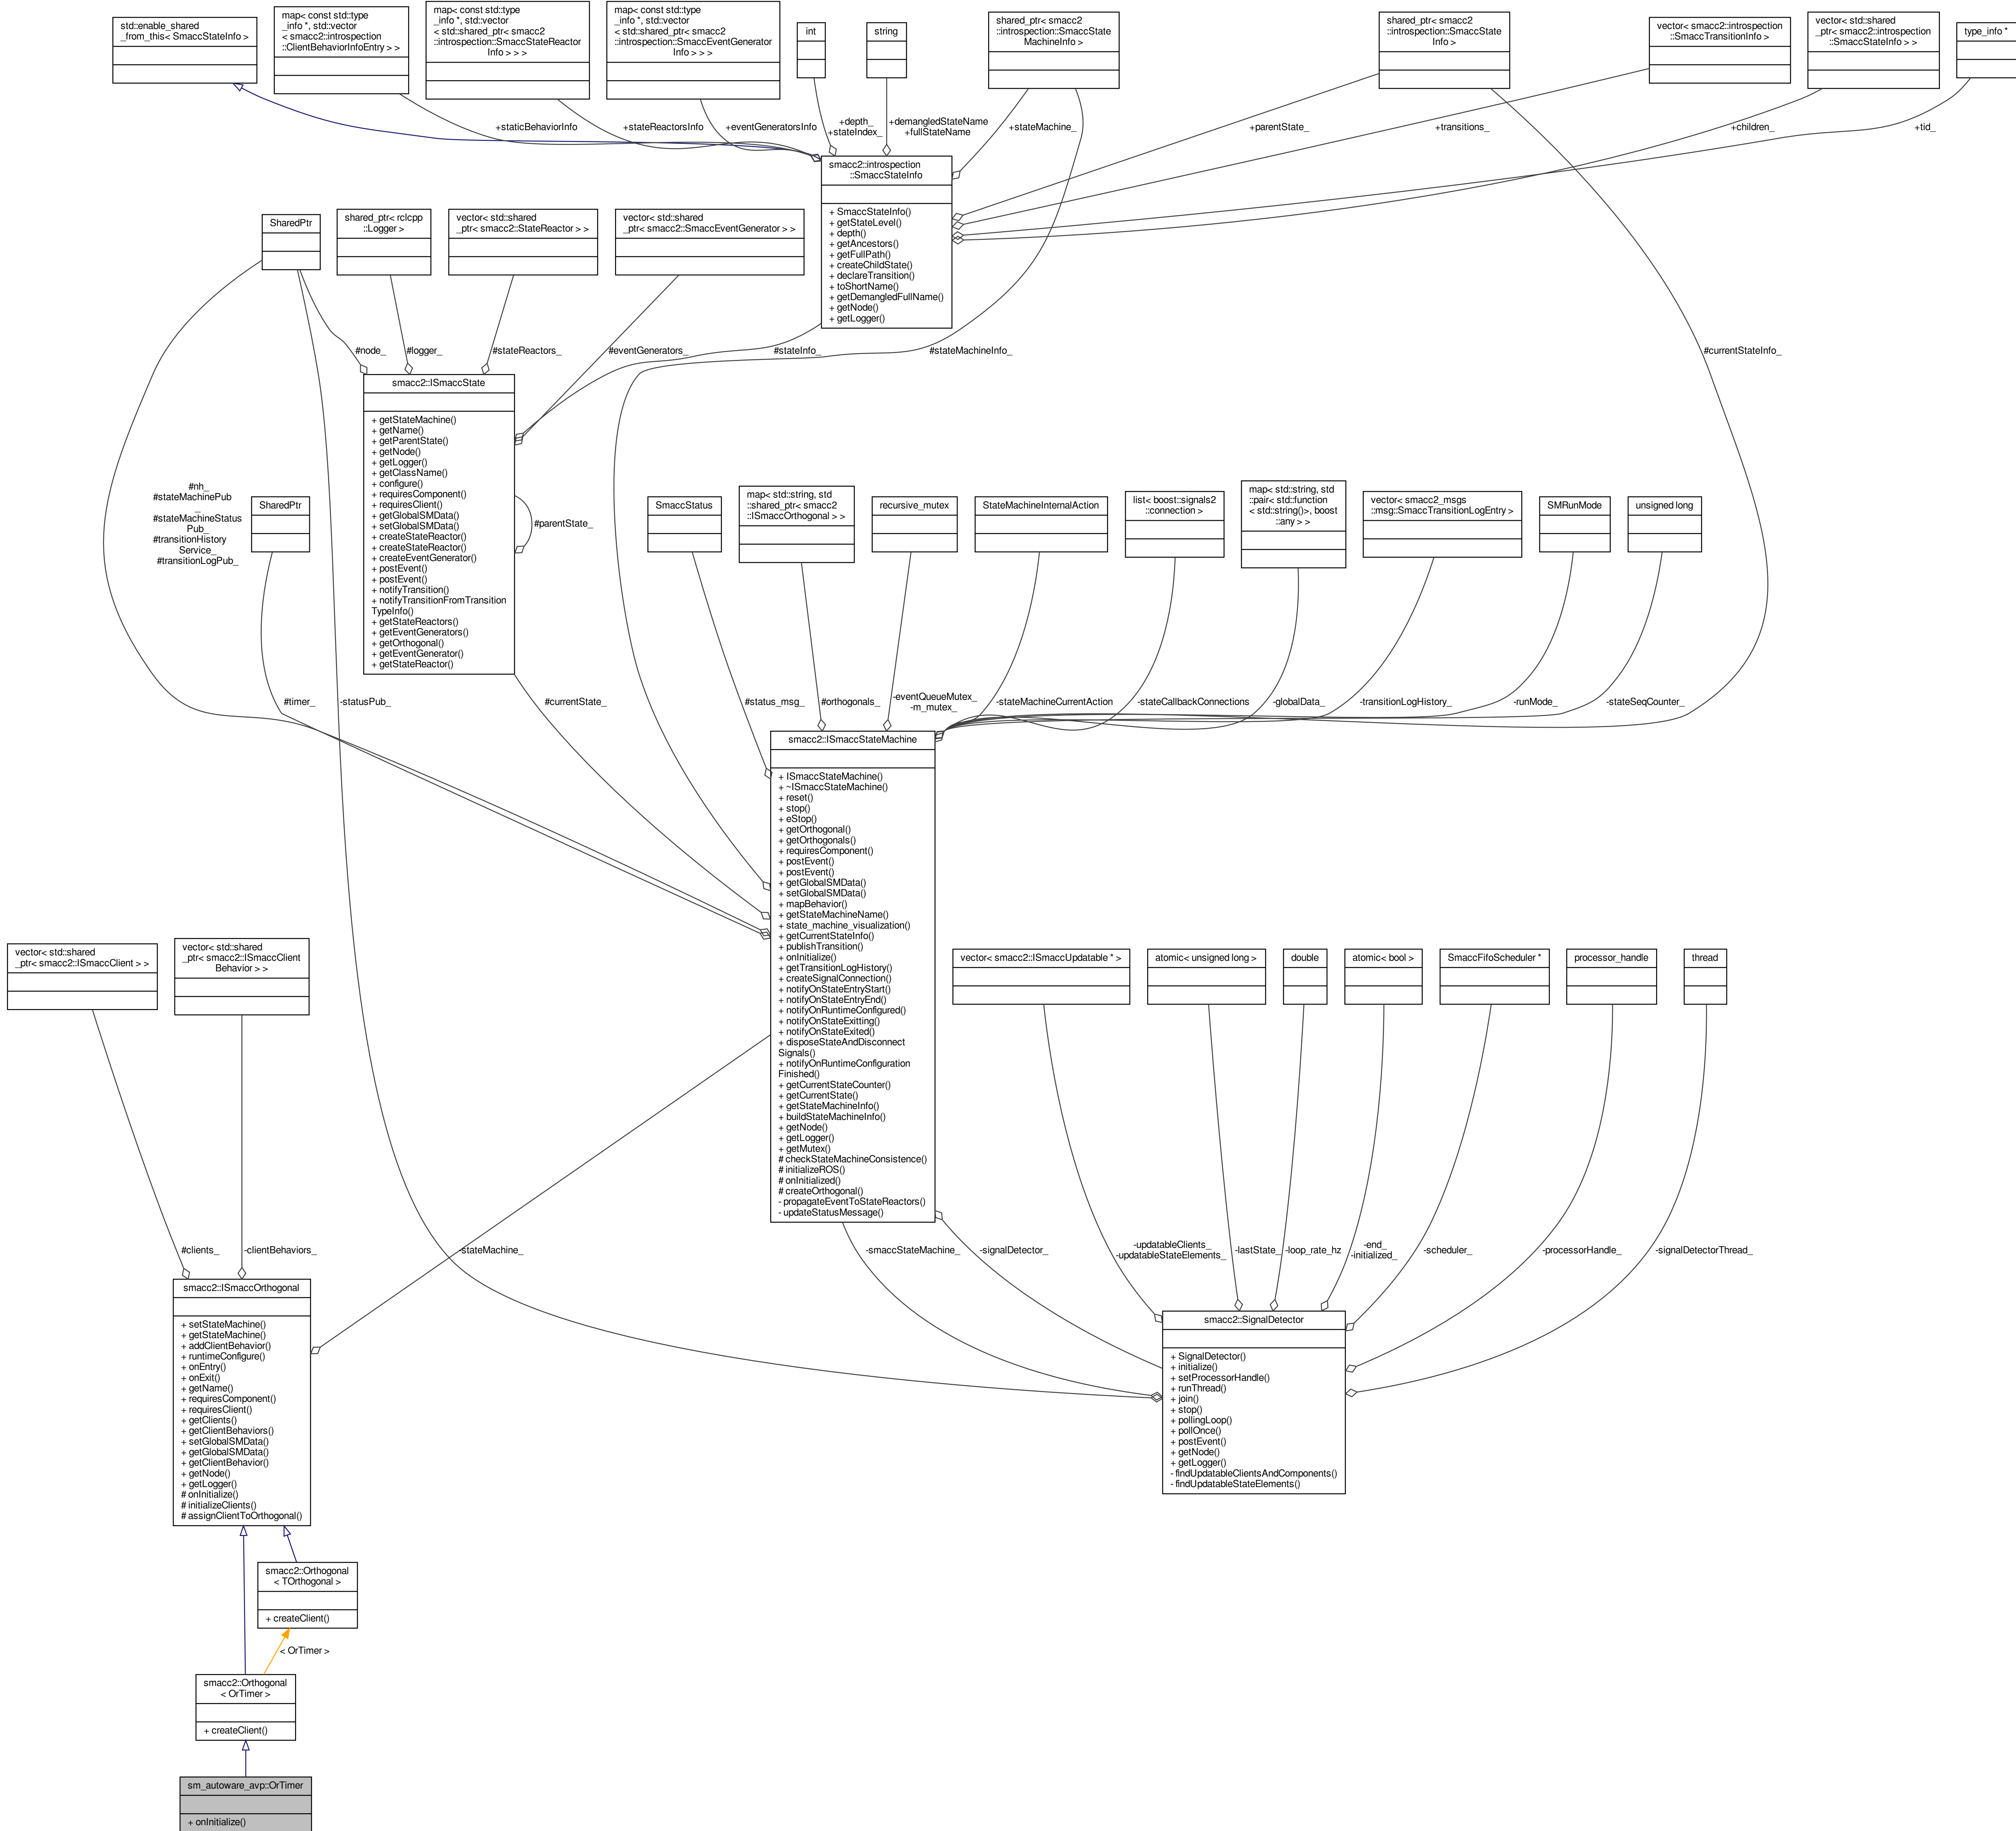 std::enable_shared
_from_this< SmaccStateInfo >
map< const std::type
_info *, std::vector
< smacc2::introspection
::ClientBehaviorInfoEntry > >
map< const std::type
_info *, std::vector
< std::shared_ptr< smacc2
::introspection::SmaccStateReactor
Info > > >
map< const std::type
_info *, std::vector
< std::shared_ptr< smacc2
::introspection::SmaccEventGenerator
Info > > >
int
string
shared_ptr< smacc2
::introspection::SmaccState
MachineInfo >
shared_ptr< smacc2
::introspection::SmaccState
Info >
vector< smacc2::introspection
::SmaccTransitionInfo >
vector< std::shared
_ptr< smacc2::introspection
::SmaccStateInfo > >
type_info *
+staticBehaviorInfo
+stateReactorsInfo
+eventGeneratorsInfo
+depth_
+stateIndex_
+demangledStateName
+fullStateName
+stateMachine_
+parentState_
+transitions_
+children_
+tid_
smacc2::introspection
::SmaccStateInfo
+ SmaccStateInfo()
+ getStateLevel()
+ depth()
+ getAncestors()
+ getFullPath()
+ createChildState()
+ declareTransition()
+ toShortName()
+ getDemangledFullName()
+ getNode()
+ getLogger()
SharedPtr
shared_ptr< rclcpp
::Logger >
vector< std::shared
_ptr< smacc2::StateReactor > >
vector< std::shared
_ptr< smacc2::SmaccEventGenerator > >
#node_
#logger_
#stateReactors_
#eventGenerators_
#stateInfo_
#stateMachineInfo_
#currentStateInfo_
smacc2::ISmaccState
+ getStateMachine()
+ getName()
+ getParentState()
+ getNode()
+ getLogger()
+ getClassName()
+ configure()
+ requiresComponent()
+ requiresClient()
+ getGlobalSMData()
+ setGlobalSMData()
+ createStateReactor()
+ createStateReactor()
+ createEventGenerator()
+ postEvent()
+ postEvent()
+ notifyTransition()
+ notifyTransitionFromTransition
TypeInfo()
+ getStateReactors()
+ getEventGenerators()
+ getOrthogonal()
+ getEventGenerator()
+ getStateReactor()
#parentState_
#nh_
#stateMachinePub
_
#stateMachineStatus
Pub_
#transitionHistory
Service_
#transitionLogPub_
SharedPtr
SmaccStatus
map< std::string, std
::shared_ptr< smacc2
::ISmaccOrthogonal > >
recursive_mutex
StateMachineInternalAction
list< boost::signals2
::connection >
map< std::string, std
::pair< std::function
< std::string()>, boost
::any > >
vector< smacc2_msgs
::msg::SmaccTransitionLogEntry >
SMRunMode
unsigned long
#timer_
-statusPub_
#currentState_
#status_msg_
#orthogonals_
-eventQueueMutex_
-m_mutex_
-stateMachineCurrentAction
-stateCallbackConnections
-globalData_
-transitionLogHistory_
-runMode_
-stateSeqCounter_
smacc2::ISmaccStateMachine
+ ISmaccStateMachine()
+ ~ISmaccStateMachine()
+ reset()
+ stop()
+ eStop()
+ getOrthogonal()
+ getOrthogonals()
+ requiresComponent()
+ postEvent()
+ postEvent()
+ getGlobalSMData()
+ setGlobalSMData()
+ mapBehavior()
+ getStateMachineName()
+ state_machine_visualization()
+ getCurrentStateInfo()
+ publishTransition()
+ onInitialize()
+ getTransitionLogHistory()
+ createSignalConnection()
+ notifyOnStateEntryStart()
+ notifyOnStateEntryEnd()
+ notifyOnRuntimeConfigured()
+ notifyOnStateExitting()
+ notifyOnStateExited()
+ disposeStateAndDisconnect
Signals()
+ notifyOnRuntimeConfiguration
Finished()
+ getCurrentStateCounter()
+ getCurrentState()
+ getStateMachineInfo()
+ buildStateMachineInfo()
+ getNode()
+ getLogger()
+ getMutex()
# checkStateMachineConsistence()
# initializeROS()
# onInitialized()
# createOrthogonal()
- propagateEventToStateReactors()
- updateStatusMessage()
vector< std::shared
_ptr< smacc2::ISmaccClient > >
vector< std::shared
_ptr< smacc2::ISmaccClient
Behavior > >
vector< smacc2::ISmaccUpdatable * >
atomic< unsigned long >
double
atomic< bool >
SmaccFifoScheduler *
processor_handle
thread
#clients_
-clientBehaviors_
-stateMachine_
-smaccStateMachine_
-signalDetector_
-updatableClients_
-updatableStateElements_
-lastState_
-loop_rate_hz
-end_
-initialized_
-scheduler_
-processorHandle_
-signalDetectorThread_
smacc2::ISmaccOrthogonal
+ setStateMachine()
+ getStateMachine()
+ addClientBehavior()
+ runtimeConfigure()
+ onEntry()
+ onExit()
+ getName()
+ requiresComponent()
+ requiresClient()
+ getClients()
+ getClientBehaviors()
+ setGlobalSMData()
+ getGlobalSMData()
+ getClientBehavior()
+ getNode()
+ getLogger()
# onInitialize()
# initializeClients()
# assignClientToOrthogonal()
smacc2::SignalDetector
+ SignalDetector()
+ initialize()
+ setProcessorHandle()
+ runThread()
+ join()
+ stop()
+ pollingLoop()
+ pollOnce()
+ postEvent()
+ getNode()
+ getLogger()
- findUpdatableClientsAndComponents()
- findUpdatableStateElements()
smacc2::Orthogonal
< TOrthogonal >
+ createClient()
< OrTimer >
smacc2::Orthogonal
< OrTimer >
+ createClient()
sm_autoware_avp::OrTimer
+ onInitialize()